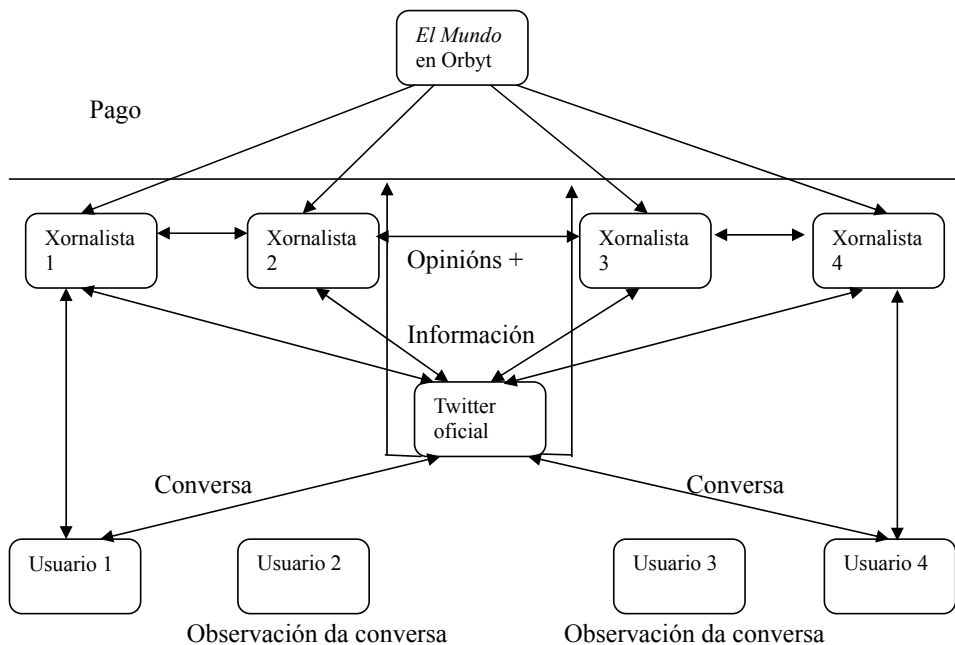 El Mundo
en Orbyt
Pago
Xornalista
1
Xornalista
2
Xornalista
3
Xornalista
4
Opinións +
Información
Twitter
oficial
Conversa
Conversa
Usuario 1
Usuario 2
Usuario 3
Usuario 4
Observación da conversa
Observación da conversa